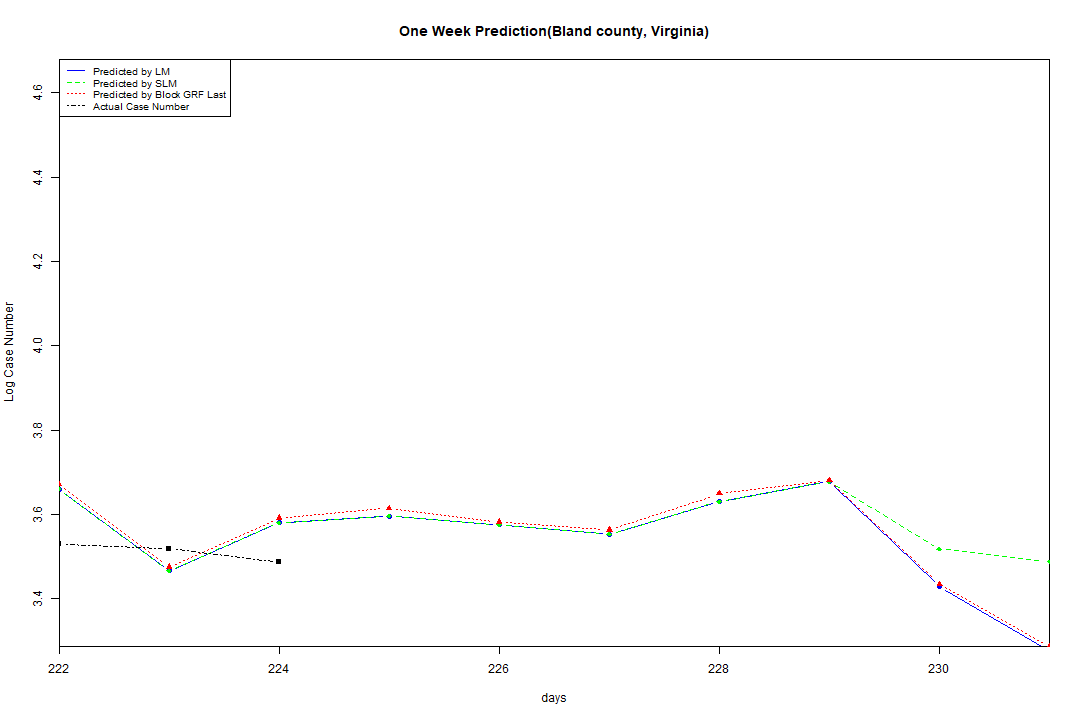 One Week Prediction(Bland county, Virginia)
Predicted by LM
Predicted by SLM
Predicted by Block GRF Last
Actual Case Number
4.6
4.4
4.2
4.0
3.8
3.6
3.4
Log Case Number
222 224 226 228 230
days